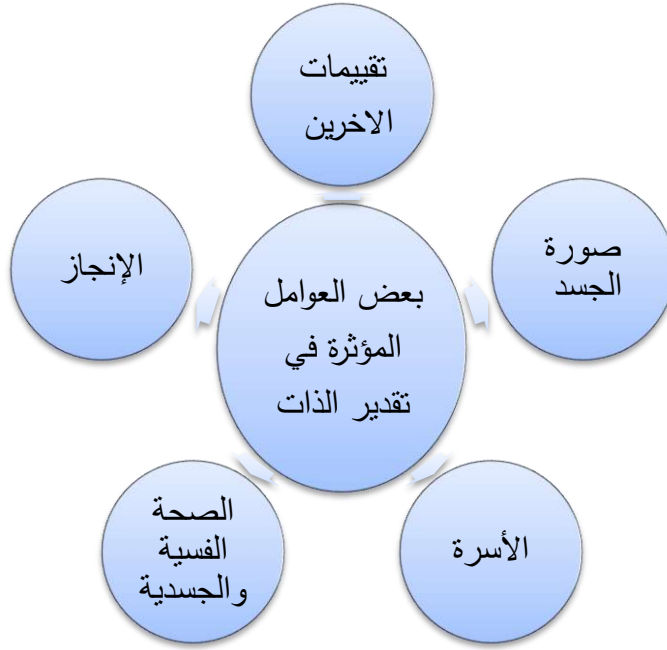 تقييمات
الاخرين
صورة
الجسد
الإنجاز
بعض العوامل
المؤثرة في
تقدير الذات
الأسرة
الصحة
الفسية
والجسدية